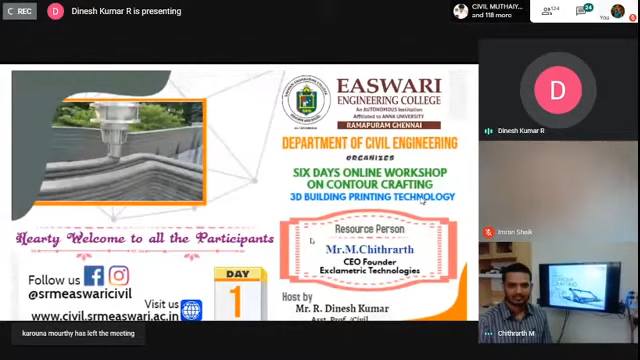 REC
D
Dinesh Kumar R is presenting
CIVIL MUTHAIY...
and 118 more
124
24
You
EASWARI
ENGINEERING COLLEGE
An AUTONOMOUS Institution
Affiliated to ANNA UNIVERSITY
RAMAPURAM CHENNAI
DEPARTMENT OF CIVIL ENGINEERING
ORGANIZES
SIX DAYS ONLINE WORKSHOP
ON CONTOUR CRAFTING
3D BUILDING PRINTING TECHNOLOGY
Hearty Welcome to all the Participants
Resource Person
Mr.M.Chithrarth
CEO Founder
Exclametric Technologies
Follow us
@srmeaswaricivil
Visit us
www.civil.srmeaswari.ac.in
DAY
1
Host by
Mr. R. Dinesh Kumar
Asst. Prof /Civil
karouna mourthy has left the meeting
D
Dinesh Kumar R
Imran Shaik
Chithrarth M